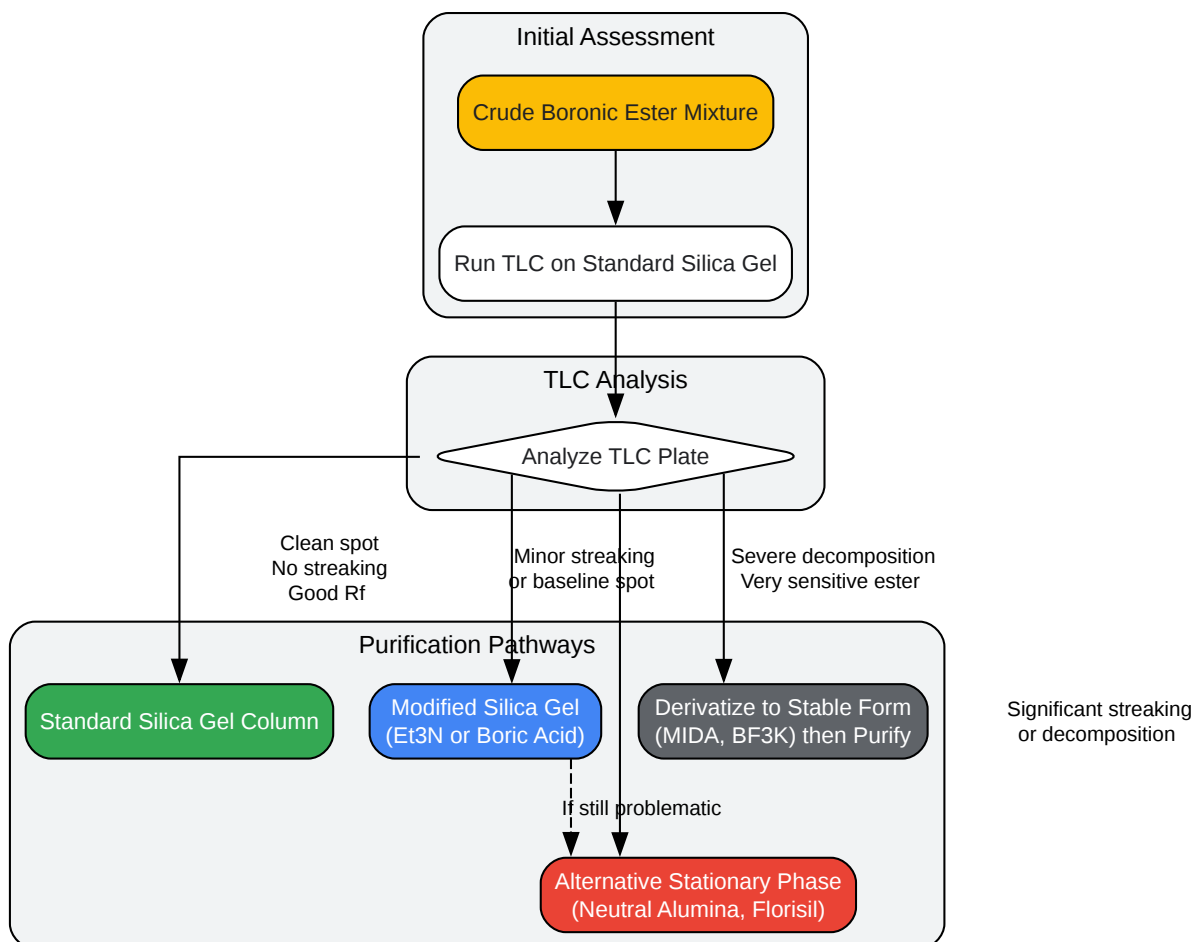 Initial Assessment
Crude Boronic Ester Mixture
Run TLC on Standard Silica Gel
TLC Analysis
Analyze TLC Plate
Clean spot
No streaking
Good Rf
Minor streaking
or baseline spot
Severe decomposition
Very sensitive ester
Purification Pathways
Standard Silica Gel Column
Modified Silica Gel
(Et3N or Boric Acid)
Derivatize to Stable Form
(MIDA, BF3K) then Purify
Significant streaking
or decomposition
If still problematic
Alternative Stationary Phase
(Neutral Alumina, Florisil)